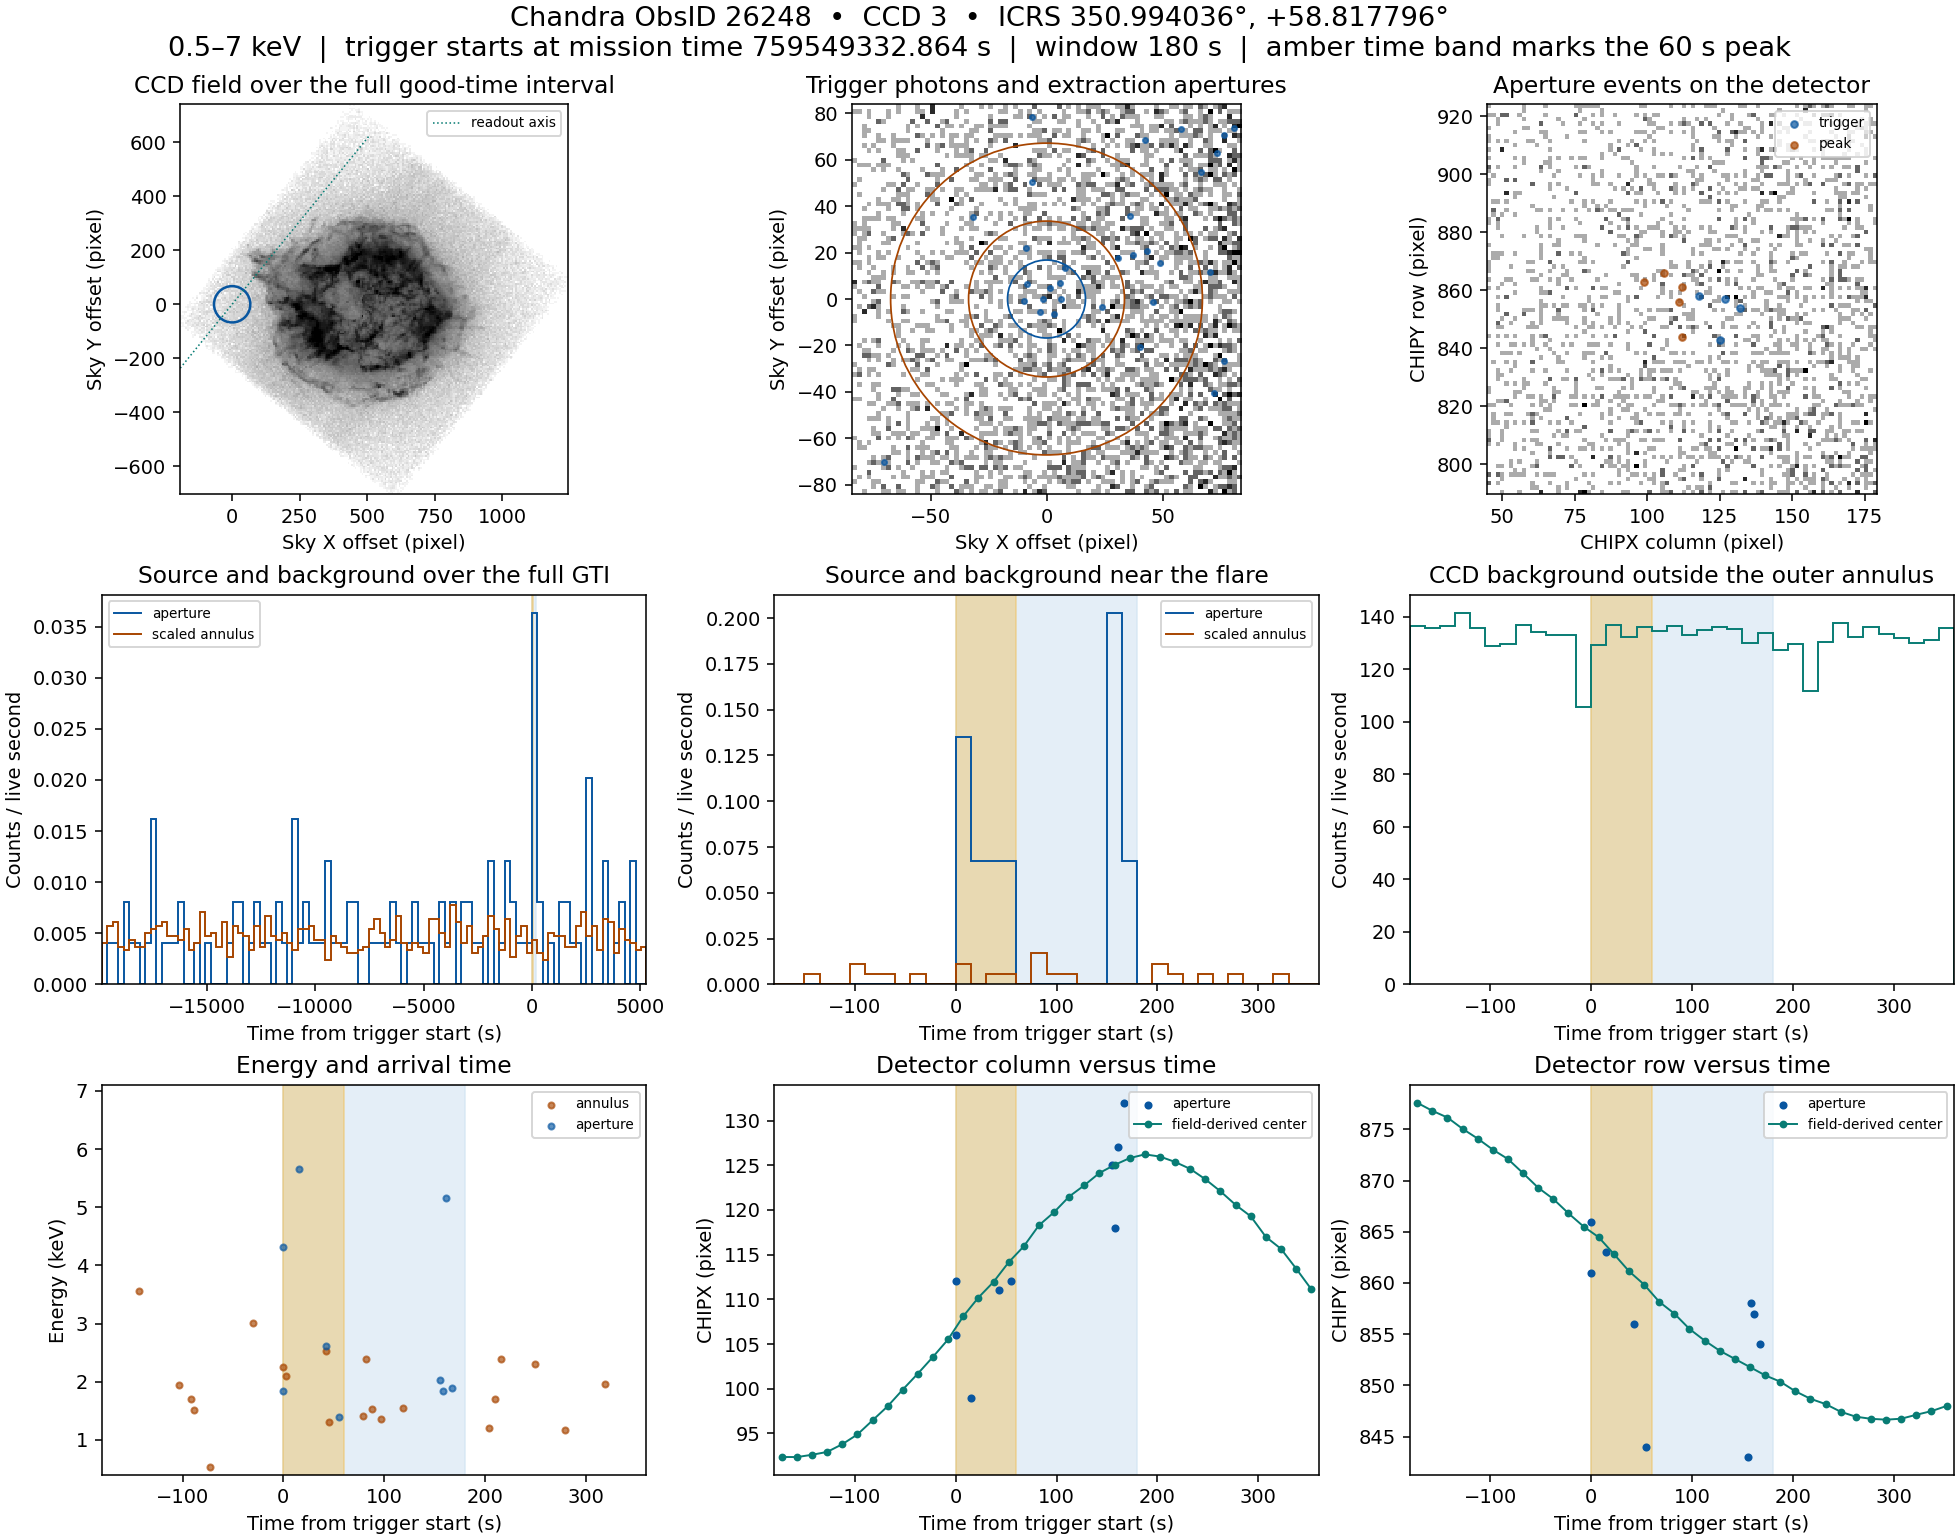 Chandra ObsID 26248 • CCD 3 • ICRS 350.994036°, +58.817796°
0.5–7 keV | trigger starts at mission time 759549332.864 s | window 180 s | amber time band marks the 60 s peak
CCD field over the full good-time interval
readout axis
600
400
200
0
−200
−400
−600
Sky Y offset (pixel)
0 250 500 750 1000
Sky X offset (pixel)
Trigger photons and extraction apertures
80
60
40
20
0
−20
−40
−60
−80
Sky Y offset (pixel)
−50 0 50
Sky X offset (pixel)
Aperture events on the detector
trigger
peak
920
900
880
860
840
820
800
CHIPY row (pixel)
50 75 100 125 150 175
CHIPX column (pixel)
Source and background over the full GTI
aperture
scaled annulus
0.035
0.030
0.025
0.020
0.015
0.010
0.005
0.000
Counts / live second
−15000 −10000 −5000 0 5000
Time from trigger start (s)
Source and background near the flare
aperture
scaled annulus
0.200
0.175
0.150
0.125
0.100
0.075
0.050
0.025
0.000
Counts / live second
−100 0 100 200 300
Time from trigger start (s)
CCD background outside the outer annulus
140
120
100
80
60
40
20
0
Counts / live second
−100 0 100 200 300
Time from trigger start (s)
Energy and arrival time
annulus
aperture
7
6
5
4
3
2
1
Energy (keV)
−100 0 100 200 300
Time from trigger start (s)
Detector column versus time
aperture
field-derived center
130
125
120
115
110
105
100
95
CHIPX (pixel)
−100 0 100 200 300
Time from trigger start (s)
Detector row versus time
aperture
field-derived center
875
870
865
860
855
850
845
CHIPY (pixel)
−100 0 100 200 300
Time from trigger start (s)